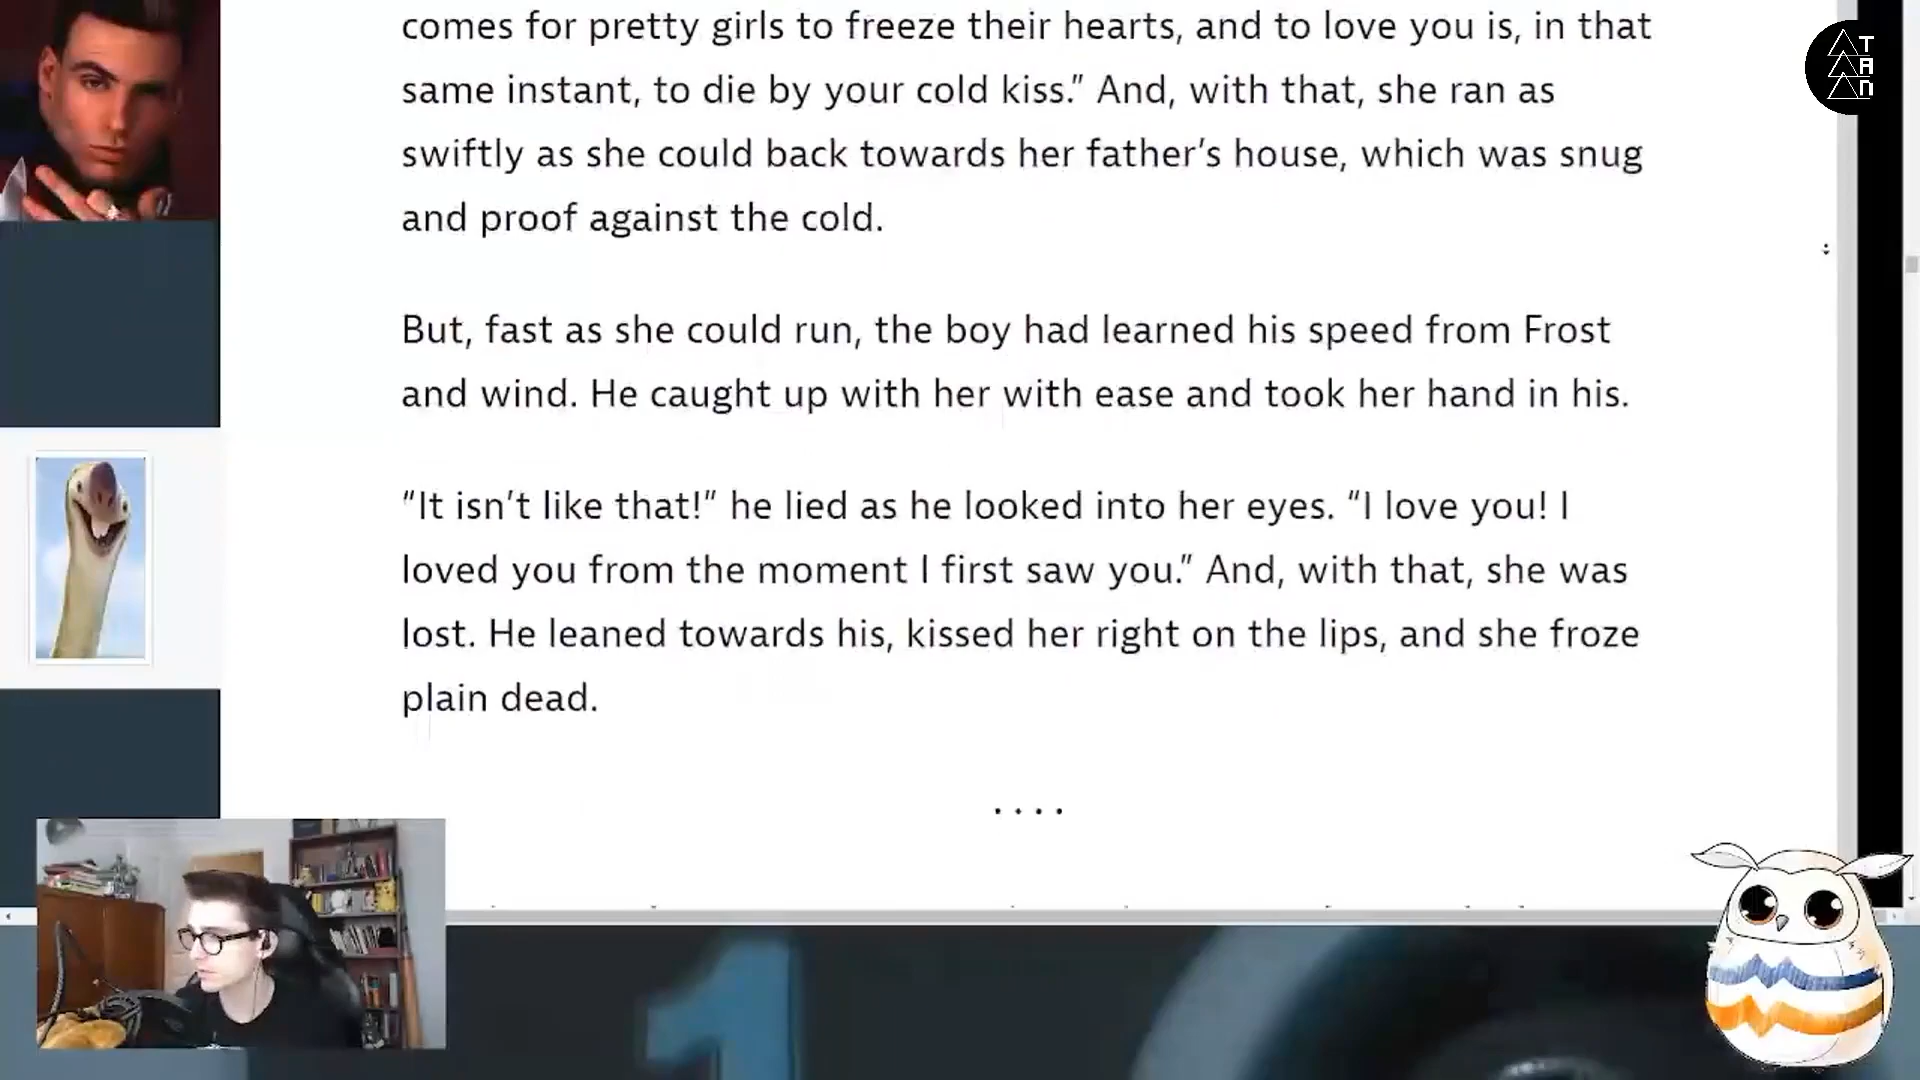 comes for pretty girls to freeze their hearts, and to love you is, in that
same instant, to die by your cold kiss.” And, with that, she ran as
swiftly as she could back towards her father’s house, which was snug
and proof against the cold.
But, fast as she could run, the boy had learned his speed from Frost
and wind. He caught up with her with ease and took her hand in his.
“It isn’t like that!” he lied as he looked into her eyes. “I love you! I
loved you from the moment I first saw you.” And, with that, she was
lost. He leaned towards his, kissed her right on the lips, and she froze
plain dead.
. . . .
1